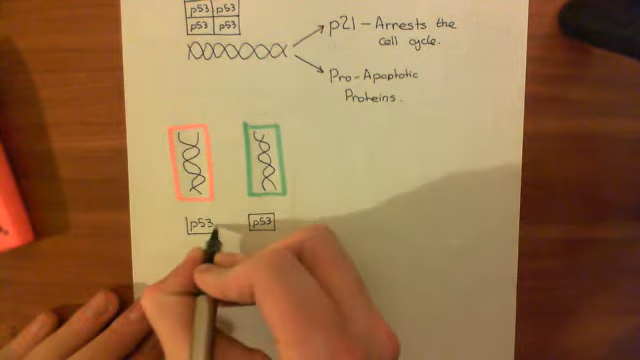 p53 p53
p53 p53
p21 - Arrests the
cell cycle.
Pro-Apoptotic
Proteins.
p53 p53